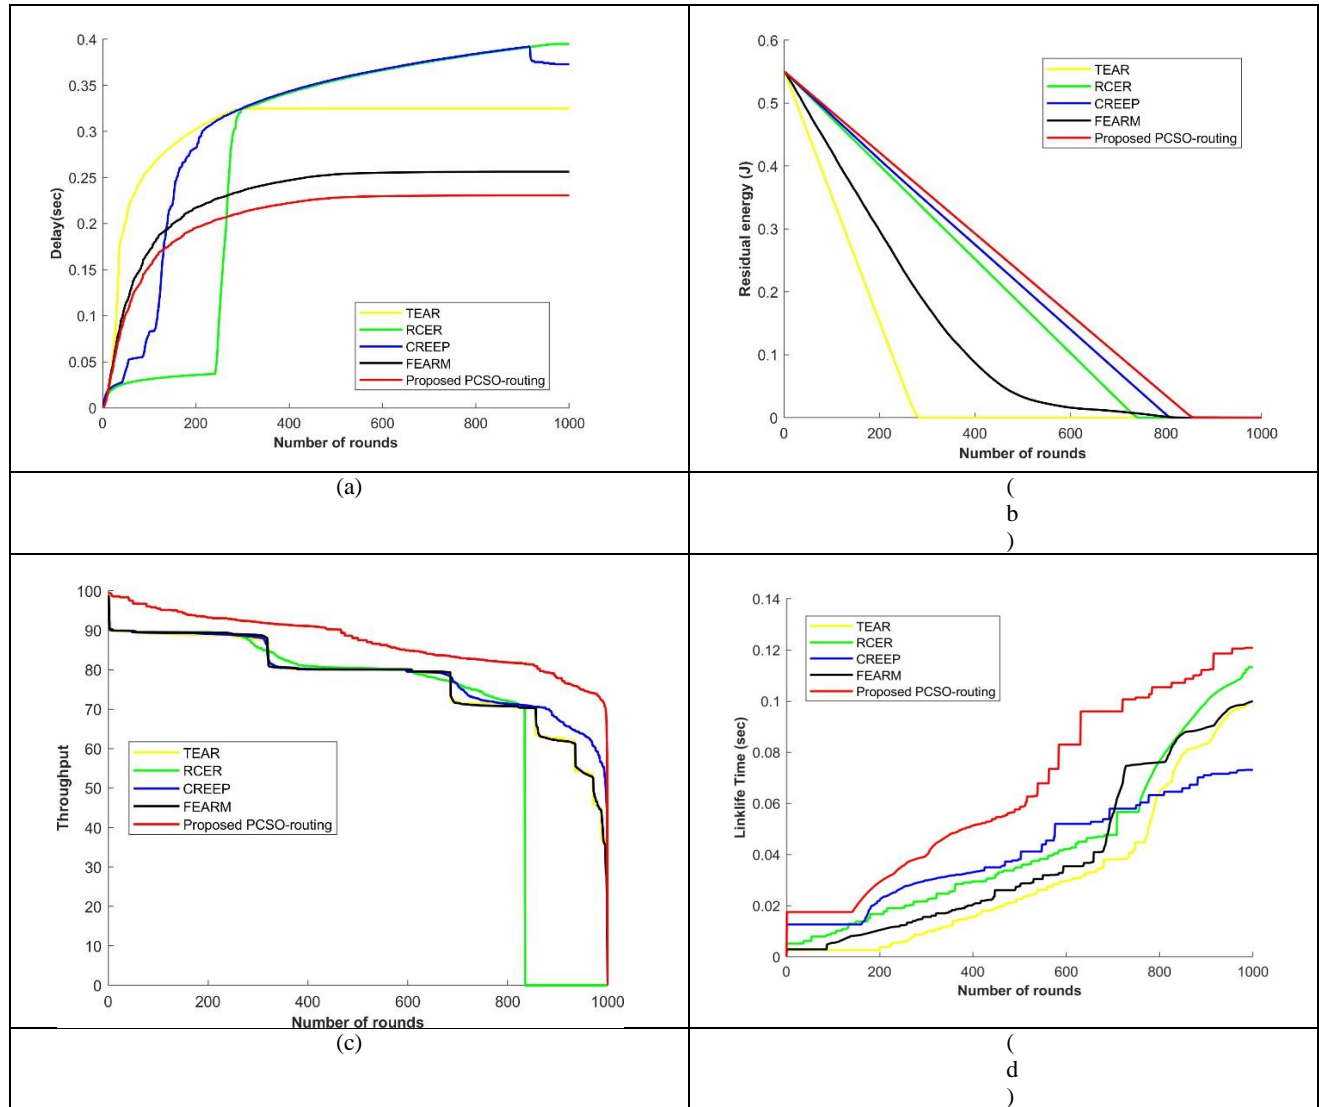 0.4
0.35
0.3
0.25
0.2
0.15
0.1
0.05
0
Delay(sec)
TEAR
RCER
CREEP
FEARM
Proposed PCSO-routing
0 200 400 600 800 1000
Number of rounds
0.6
0.5
0.4
0.3
0.2
0.1
0
Residual energy (J)
TEAR
RCER
CREEP
FEARM
Proposed PCSO-routing
0 200 400 600 800 1000
Number of rounds
(a)
(
b
)
100
90
80
70
60
50
40
30
20
10
0
Throughput
TEAR
RCER
CREEP
FEARM
Proposed PCSO-routing
0 200 400 600 800 1000
Number of rounds
0.14
0.12
0.1
0.08
0.06
0.04
0.02
0
Linklife Time (sec)
TEAR
RCER
CREEP
FEARM
Proposed PCSO-routing
0 200 400 600 800 1000
Number of rounds
(c)
(
d
)